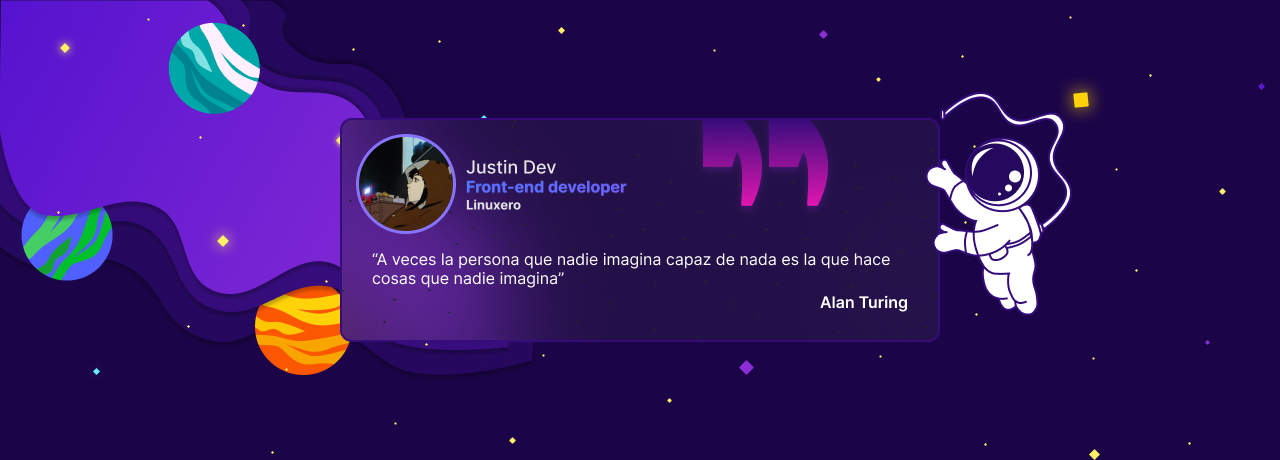 Justin Dev
Front-end developer
Linuxero
“A veces la persona que nadie imagina capaz de nada es la que hace
cosas que nadie imagina”
Alan Turing